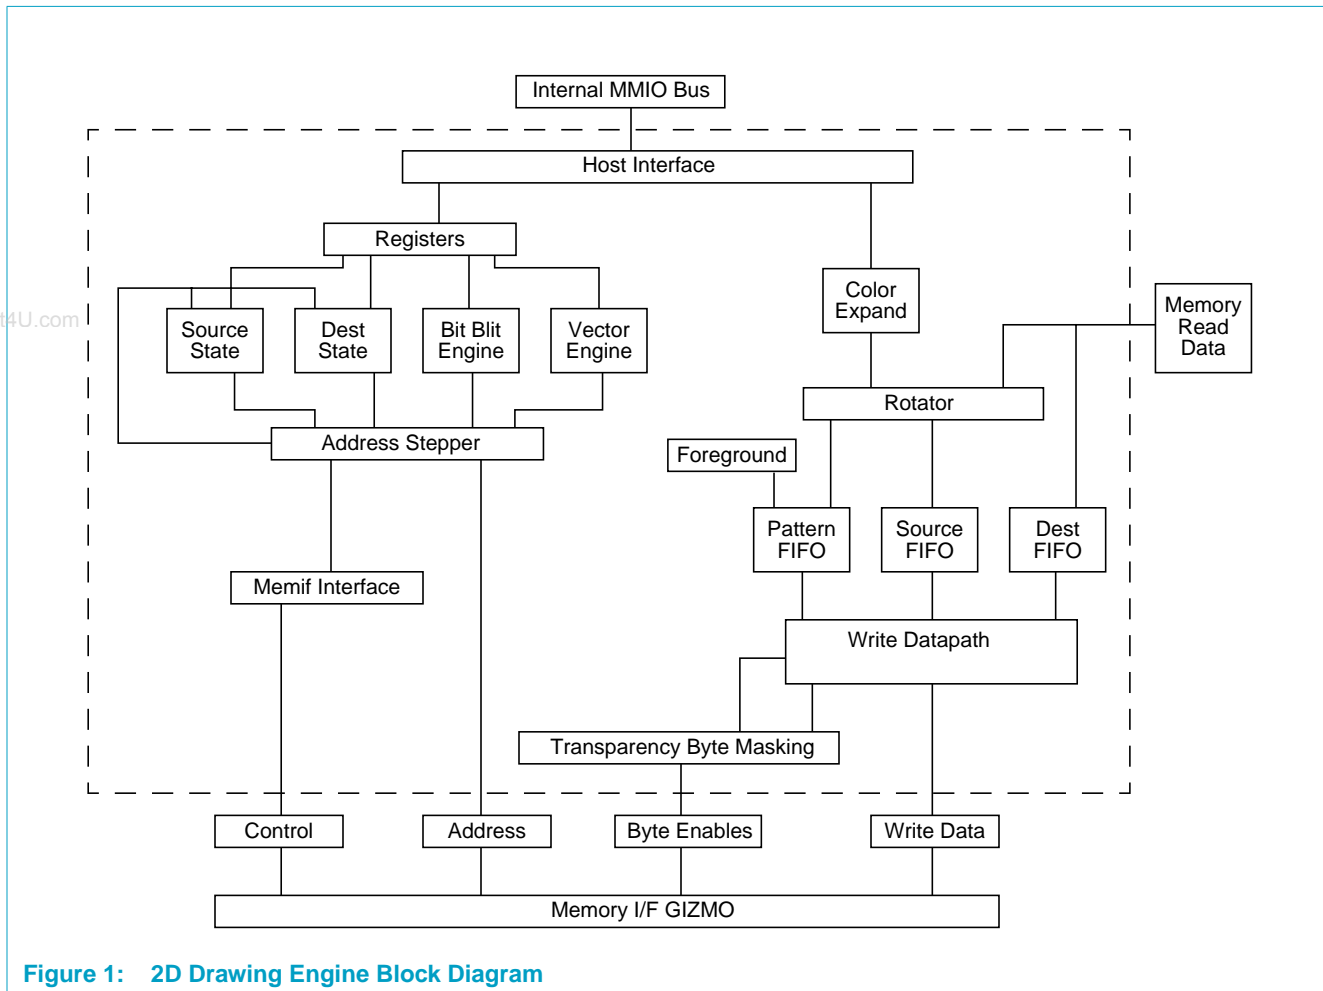 Internal MMIO Bus
Host Interface
Registers
Color
Expand
Memory
Read
Data
t4U.com
Source
State
Dest
State
Bit Blit
Engine
Vector
Engine
Rotator
Address Stepper
Foreground
Pattern
FIFO
Source
FIFO
Dest
FIFO
Memif Interface
Write Datapath
Transparency Byte Masking
Control
Address
Byte Enables
Write Data
Memory I/F GIZMO
Figure 1: 2D Drawing Engine Block Diagram